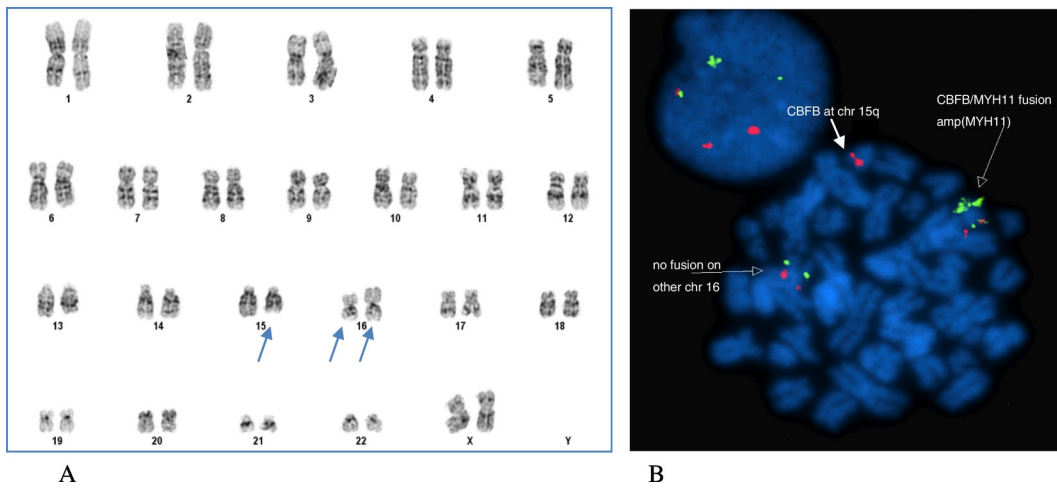 1 2 3 4 5
6 7 8 9 10 11 12
13 14 15 16 17 18
19 20 21 22 X Y
A
CBFB at chr 15q
CBFB/MYH11 fusion
amp(MYH11)
no fusion on
other chr 16
B